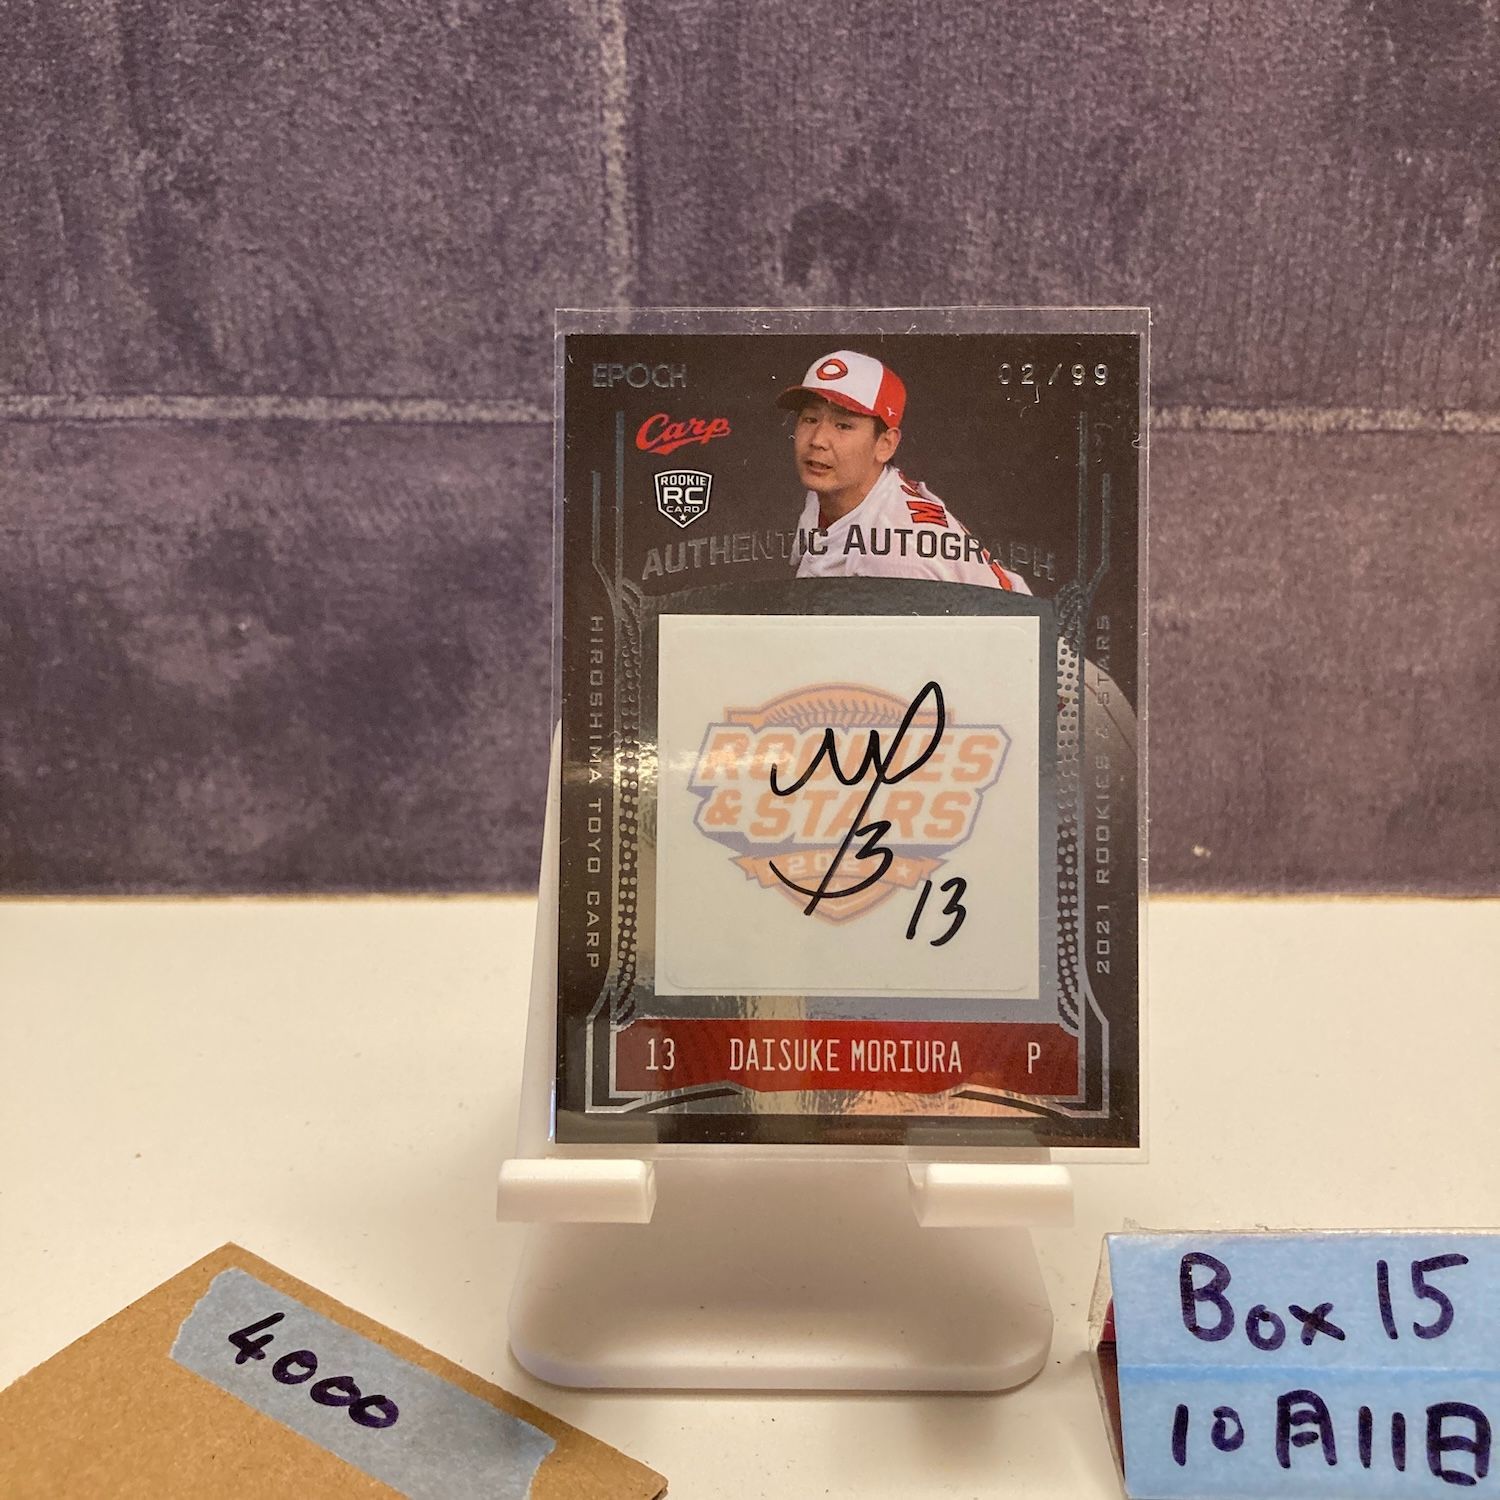 EPOCH
02/99
Carp
ROOKIE
RC
CARD
AUTHENTIC AUTOGRAPH
HIROSHIMA TOYO CARP
2021 ROOKIES & STARS
ROOKIES
& STARS
2021
13
13 DAISUKE MORIURA P
4000
Box 15
10月11日